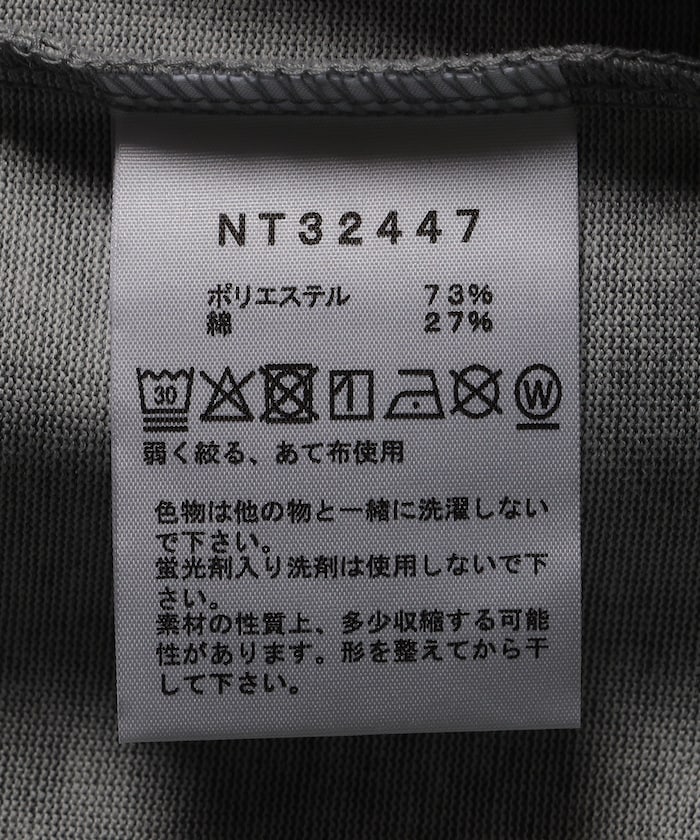 NT32447
ポリエステル 73%
綿 27%
30 W
弱く絞る、あて布使用
色物は他の物と一緒に洗濯しない
で下さい。
蛍光剤入り洗剤は使用しないで下
さい。
素材の性質上、多少収縮する可能
性があります。形を整えてから干
して下さい。